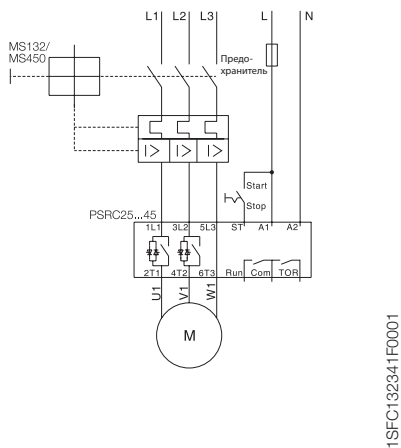 L1 L2 L3 L N
MS132/
MS450
Предо-
хранитель
I> I> I>
Start
Stop
PSRC25...45
1L1 3L2 5L3 ST A1 A2
2T1 4T2 6T3 Run Com TOR
U1 V1 W1
M
1SFC132341F0001